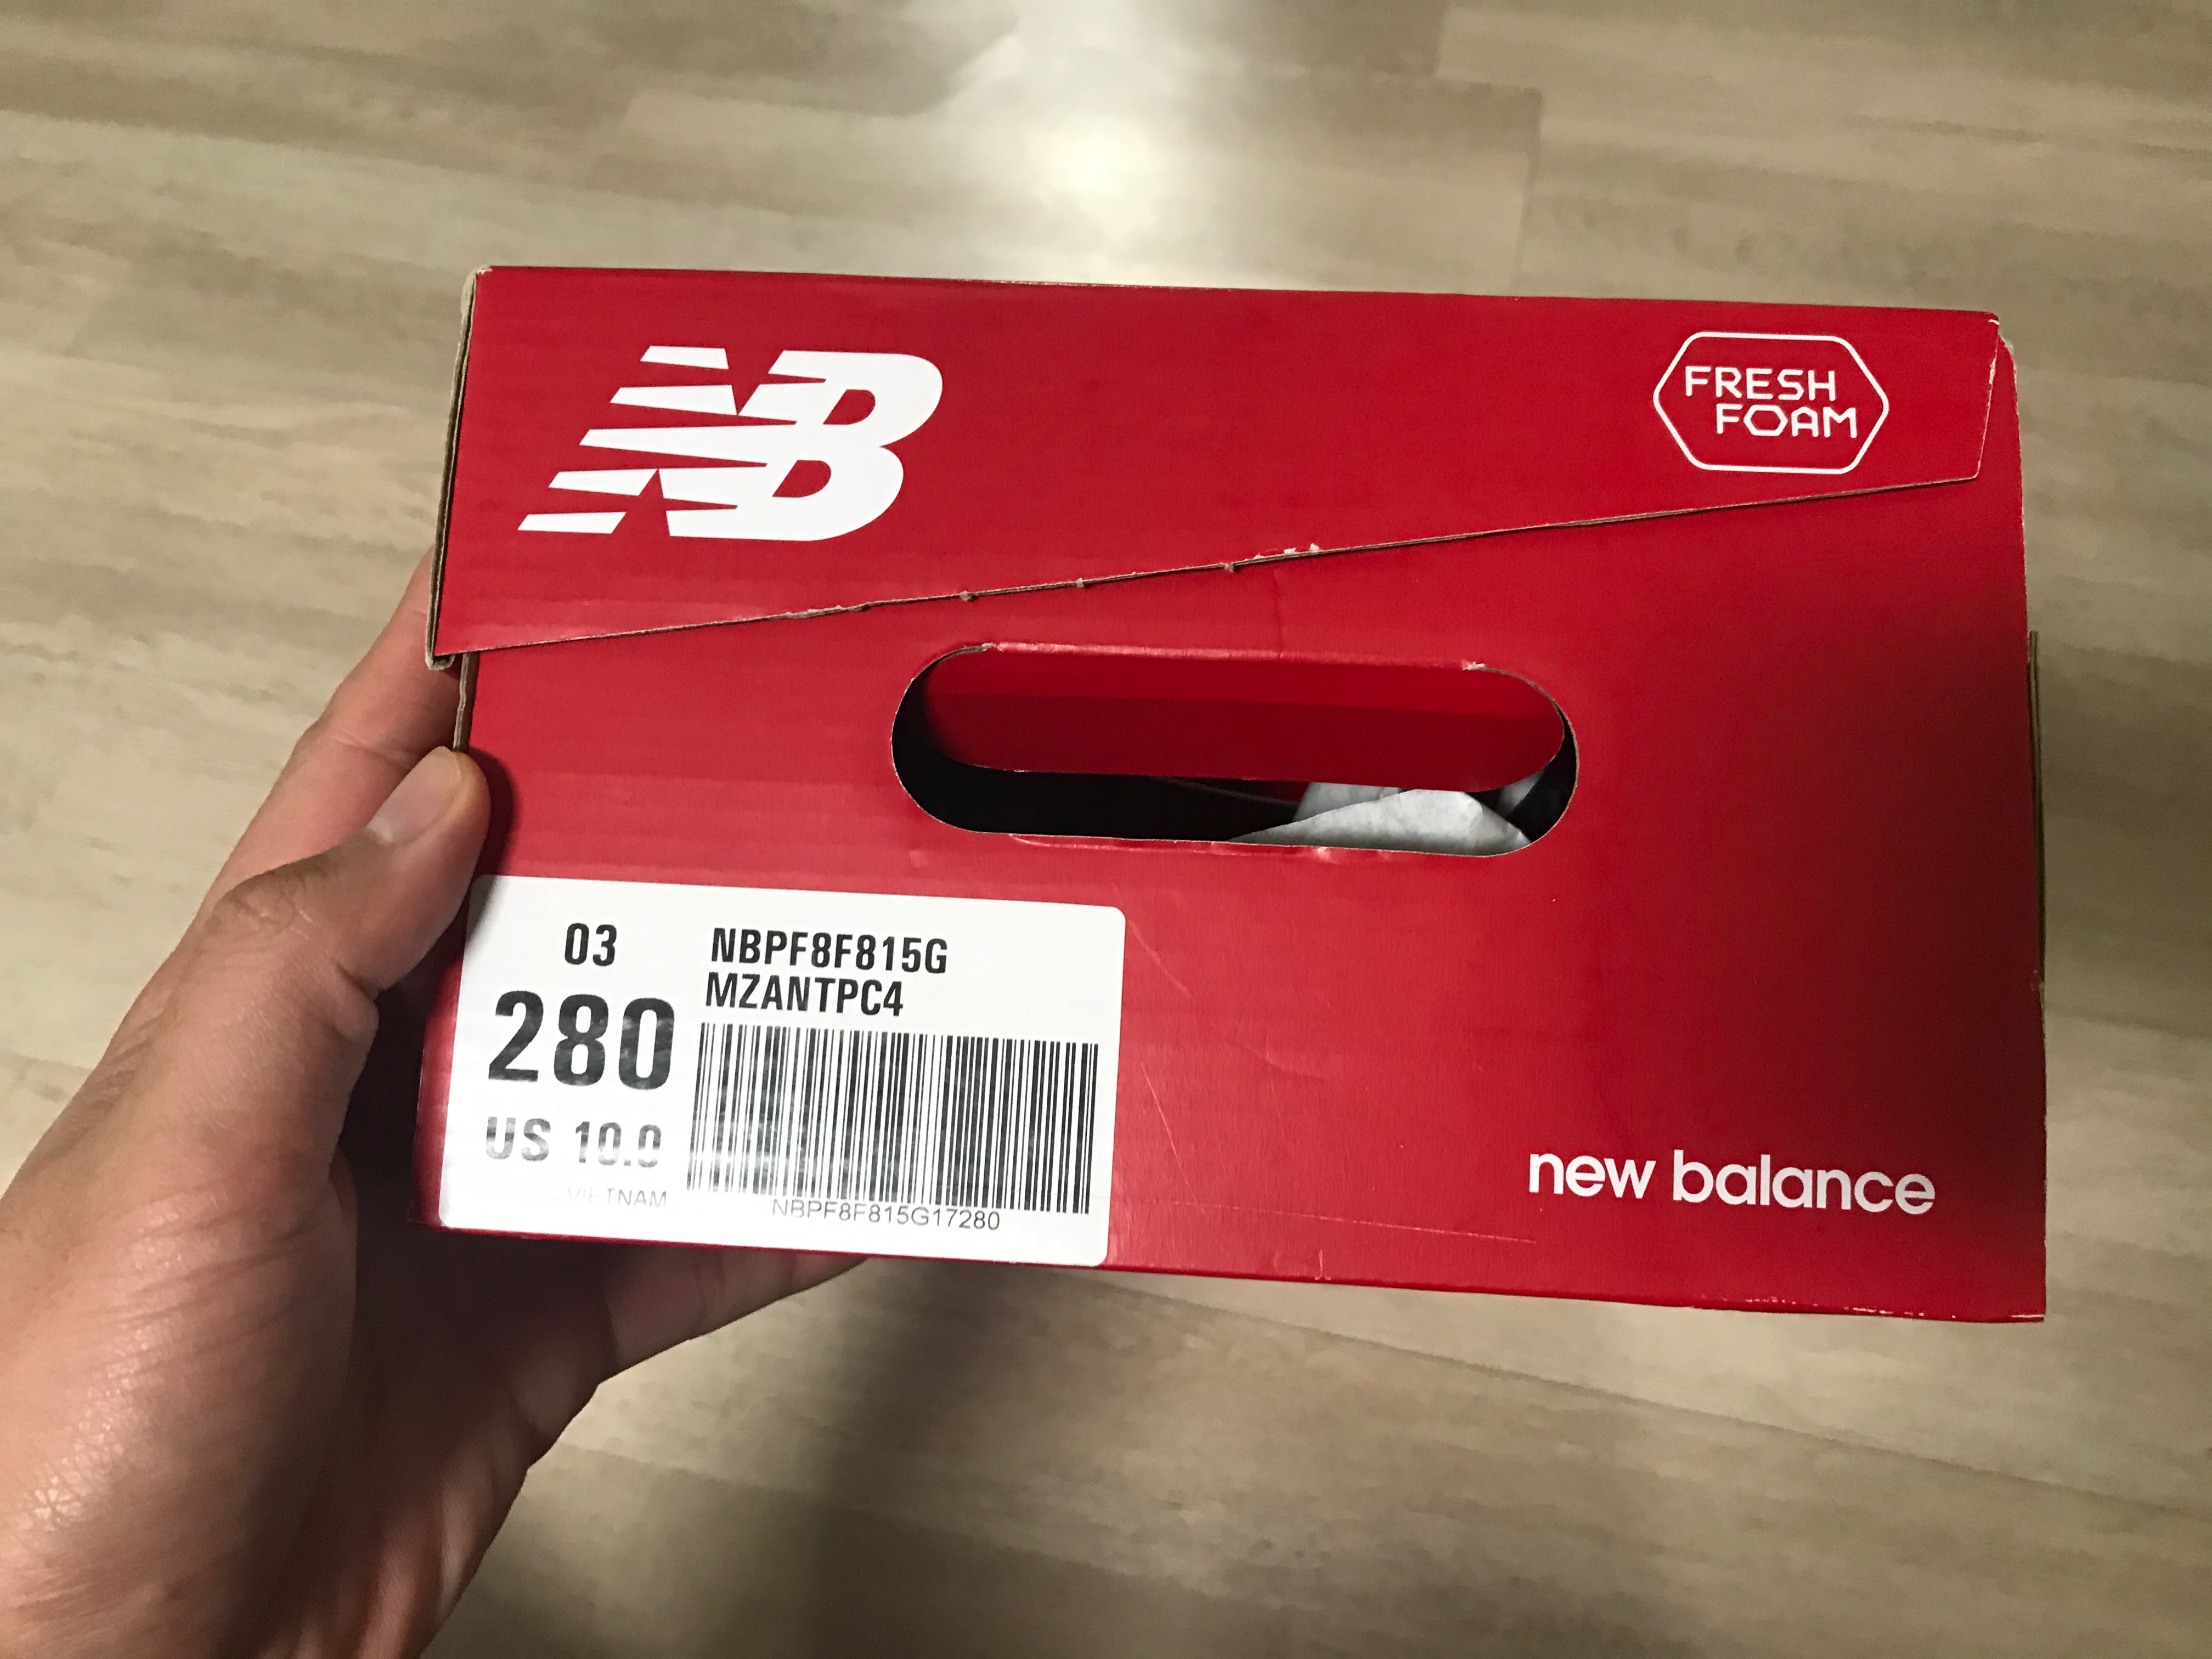 NB
FRESH
FOAM
03
280
US 10.0
VIETNAM
NBPF8F815G
MZANTPC4
NBPF8F815G17280
new balance